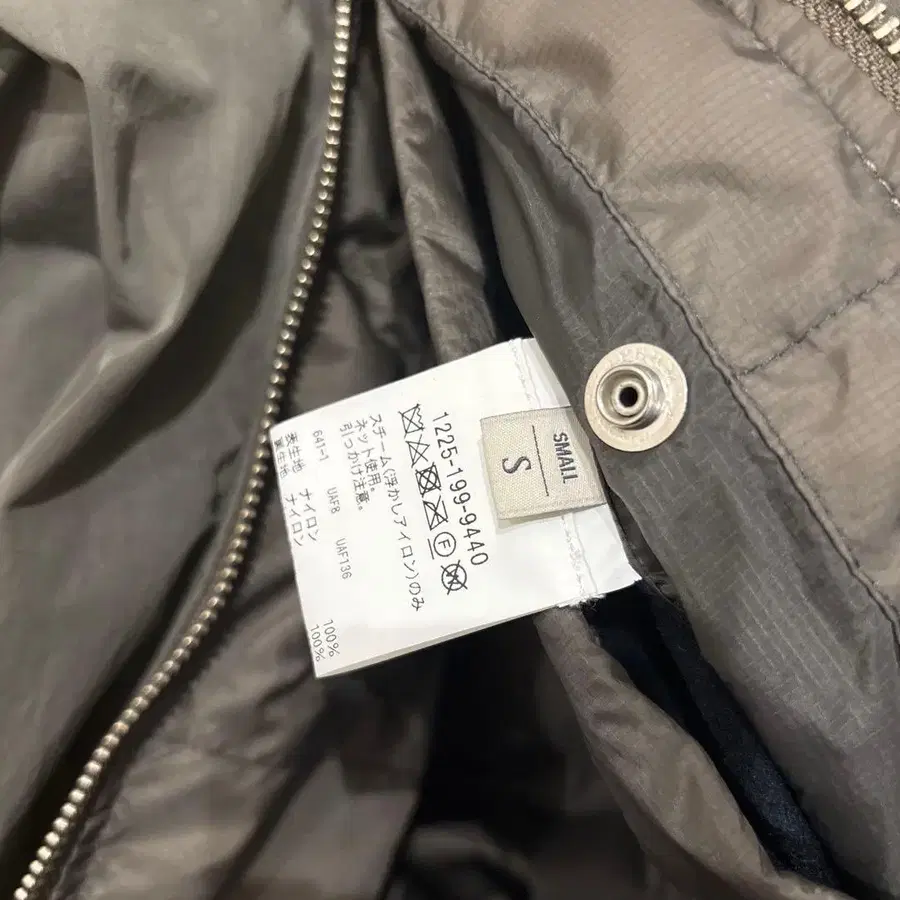 SMALL
S
1225-199-9440
F
スチーム(浮かしアイロン)のみ
ネット使用。
引っかけ注意。
641-1 UAF8 UAF136
表生地 ナイロン 100%
裏生地 ナイロン 100%